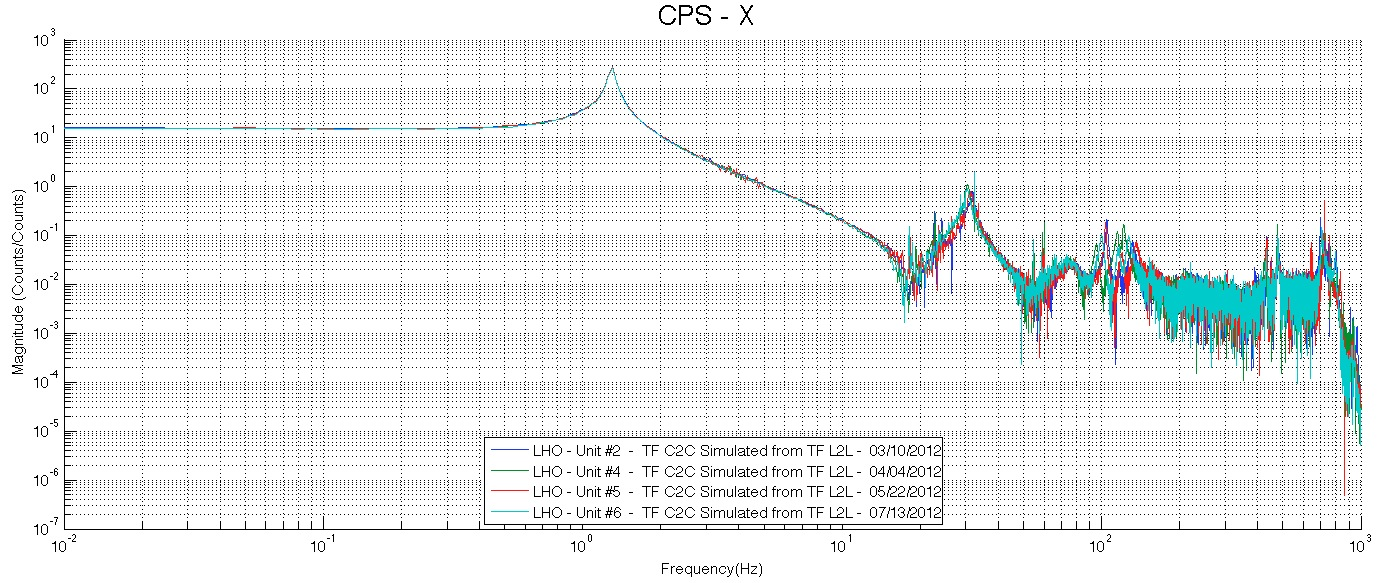 CPS - X
10^3
10^2
10^1
10^0
10^-1
10^-2
10^-3
10^-4
10^-5
10^-6
10^-7
Magnitude (Counts/Counts)
LHO - Unit #2 - TF C2C Simulated from TF L2L - 03/10/2012
LHO - Unit #4 - TF C2C Simulated from TF L2L - 04/04/2012
LHO - Unit #5 - TF C2C Simulated from TF L2L - 05/22/2012
LHO - Unit #6 - TF C2C Simulated from TF L2L - 07/13/2012
10^-2 10^-1 10^0 10^1 10^2 10^3
Frequency(Hz)